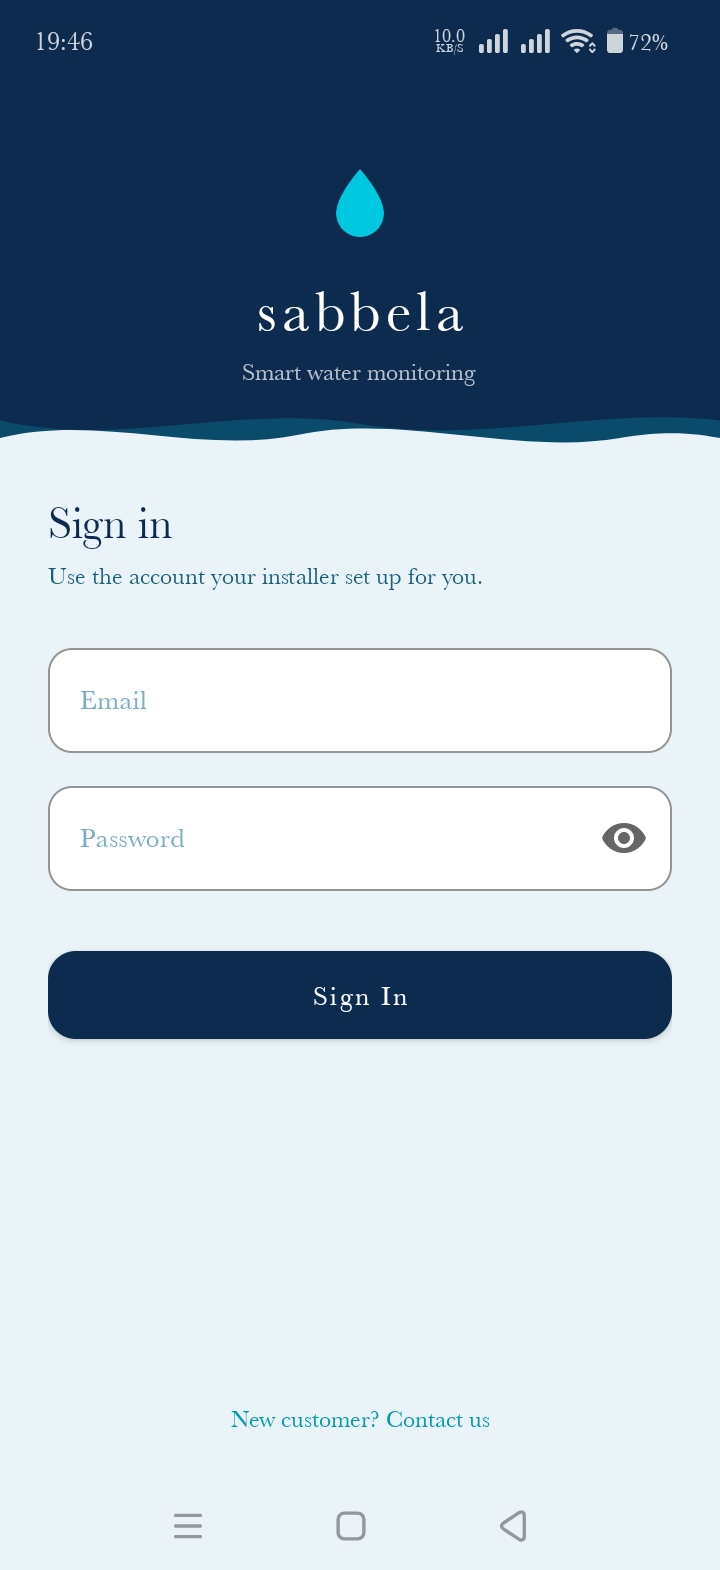 19:46
10.0
KB/S
72%
sabbela
Smart water monitoring
Sign in
Use the account your installer set up for you.
Email
Password
Sign In
New customer? Contact us